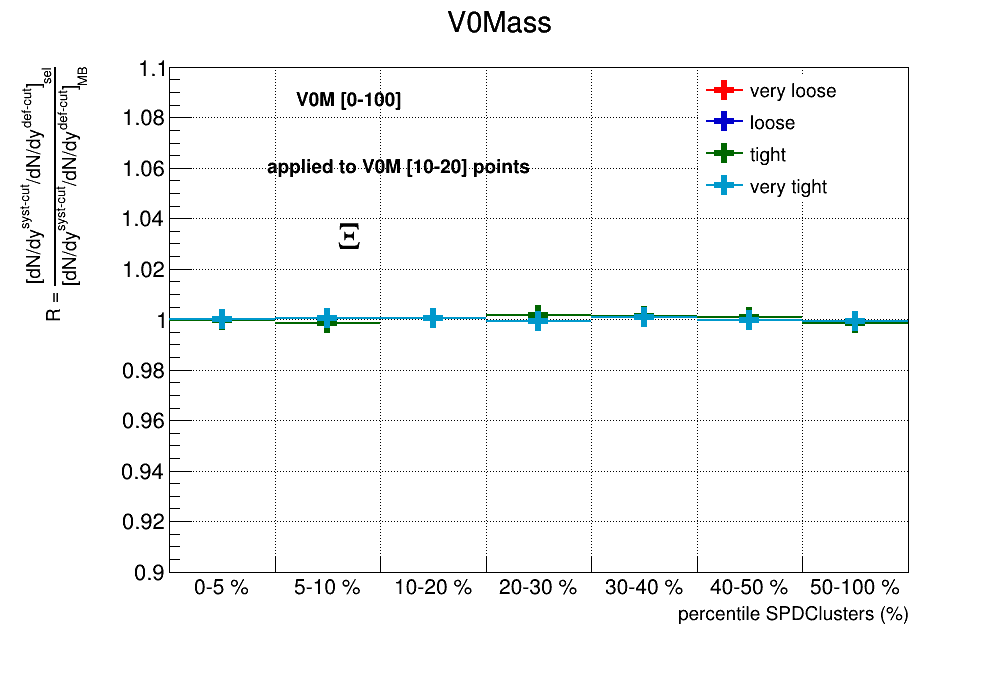 V0Mass
R = [dN/dy^syst-cut/dN/dy^def-cut]_sel
[dN/dy^syst-cut/dN/dy^def-cut]_MB
V0M [0-100]
applied to V0M [10-20] points
Ξ
very loose
loose
tight
very tight
1.1
1.08
1.06
1.04
1.02
1
0.98
0.96
0.94
0.92
0.9
0-5 % 5-10 % 10-20 % 20-30 % 30-40 % 40-50 % 50-100 %
percentile SPDClusters (%)